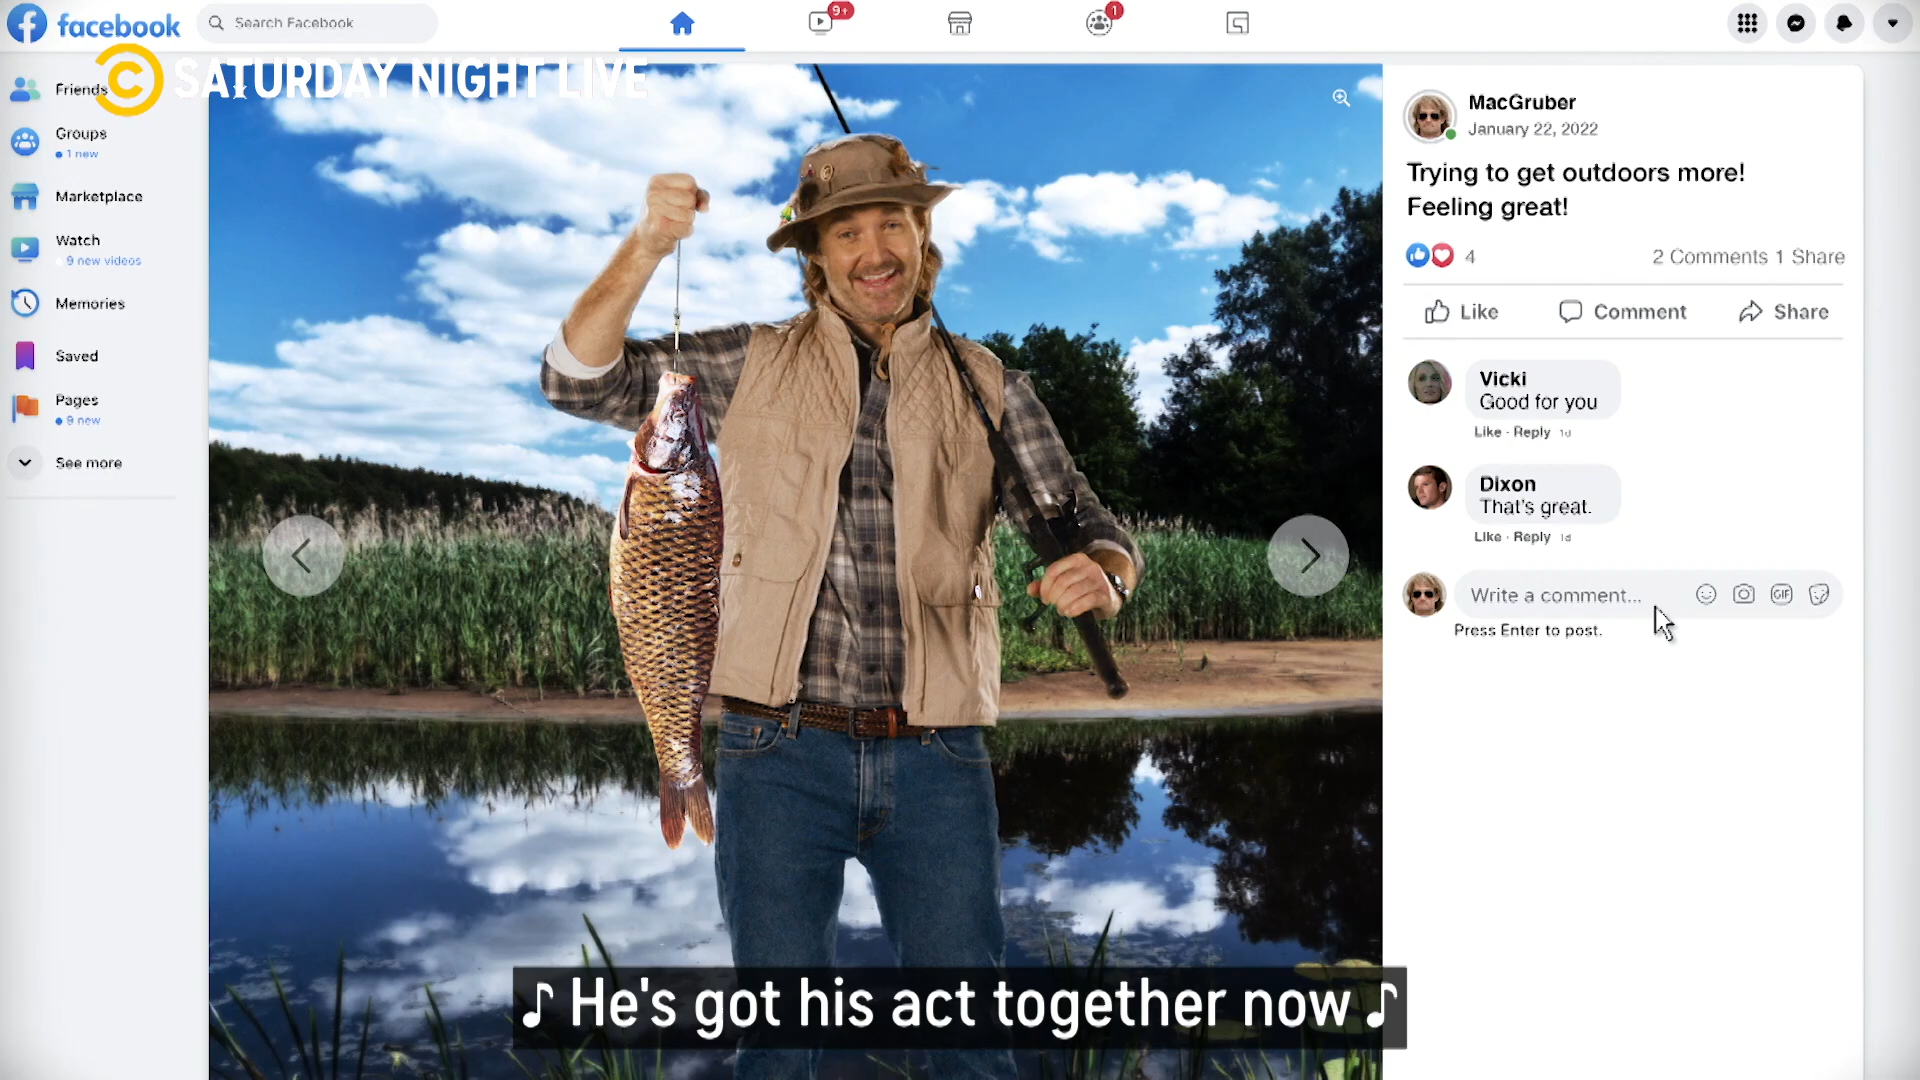 facebook
Search Facebook
9+
1
SATURDAY NIGHT LIVE
Friends
Groups
1 new
Marketplace
Watch
9 new videos
Memories
Saved
Pages
9 new
See more
MacGruber
January 22, 2022
Trying to get outdoors more!
Feeling great!
4
2 Comments 1 Share
Like
Comment
Share
Vicki
Good for you
Like · Reply 1d
Dixon
That's great.
Like · Reply 1d
Write a comment...
GIF
Press Enter to post.
♪ He's got his act together now ♪